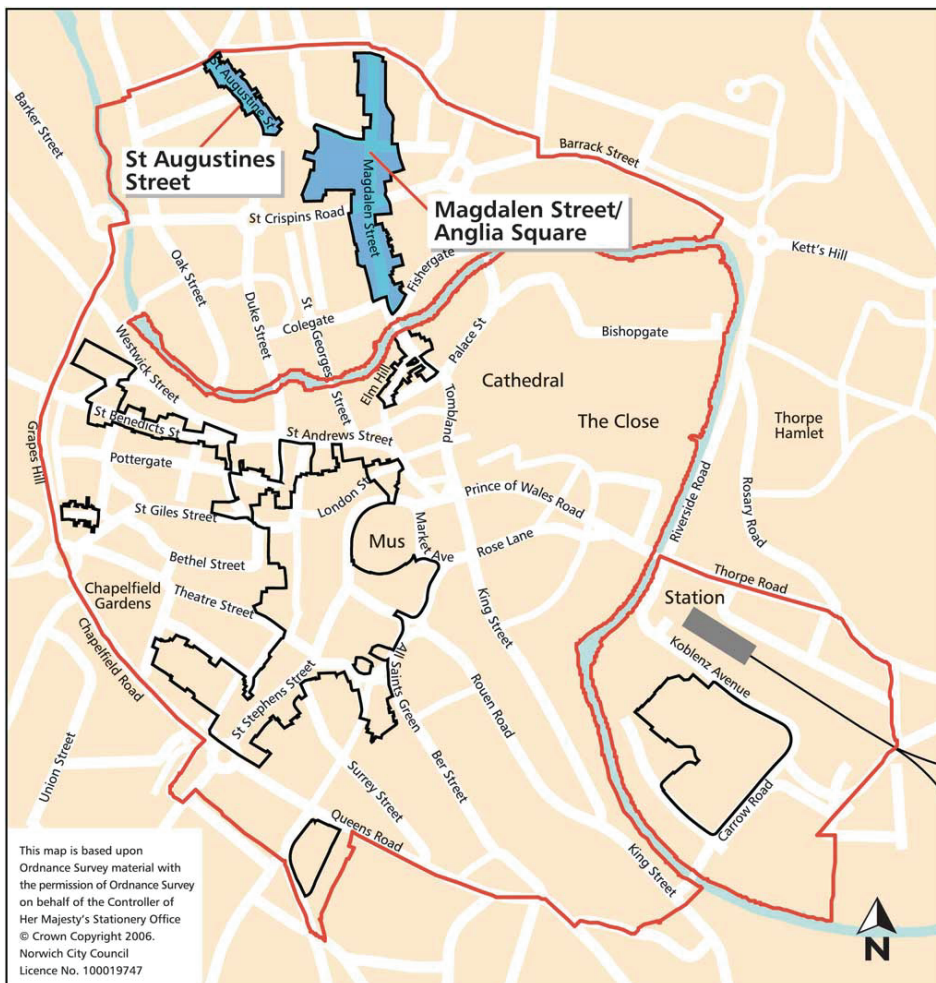 St Augustine St
Barker Street
St Augustines
Street
Barrack Street
Magdalen Street
Magdalen Street/
Anglia Square
St Crispins Road
Kett's Hill
Fishergate
Oak Street
Duke Street
St
Georges
Street
Colegate
Palace St
Bishopgate
Westwick Street
Elm Hill
Cathedral
Tombland
The Close
Thorpe
Hamlet
St Benedicts St
St Andrews Street
Grapes Hill
Pottergate
London St
Prince of Wales Road
Riverside Road
Rosary Road
St Giles Street
Market Ave
Mus
Rose Lane
Bethel Street
Thorpe Road
Chapelfield
Gardens
Theatre Street
King Street
Station
Koblenz Avenue
Chapelfield Road
All
Saints
Green
Rouen Road
St Stephens Street
Union Street
Surrey Street
Ber Street
Carrow Road
Queens Road
King Street
This map is based upon
Ordnance Survey material with
the permission of Ordnance Survey
on behalf of the Controller of
Her Majesty's Stationery Office
© Crown Copyright 2006.
Norwich City Council
Licence No. 100019747
N